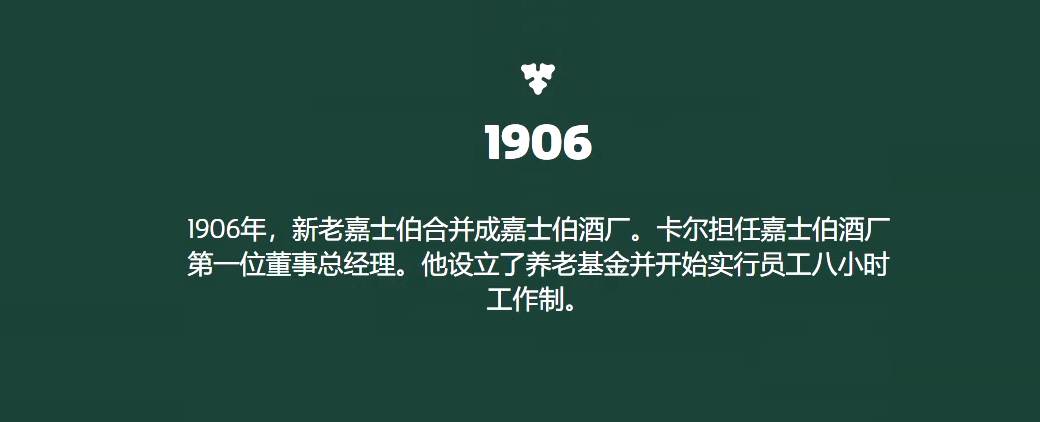 1906
1906年，新老嘉士伯合并成嘉士伯酒厂。卡尔担任嘉士伯酒厂
第一位董事总经理。他设立了养老基金并开始实行员工八小时
工作制。